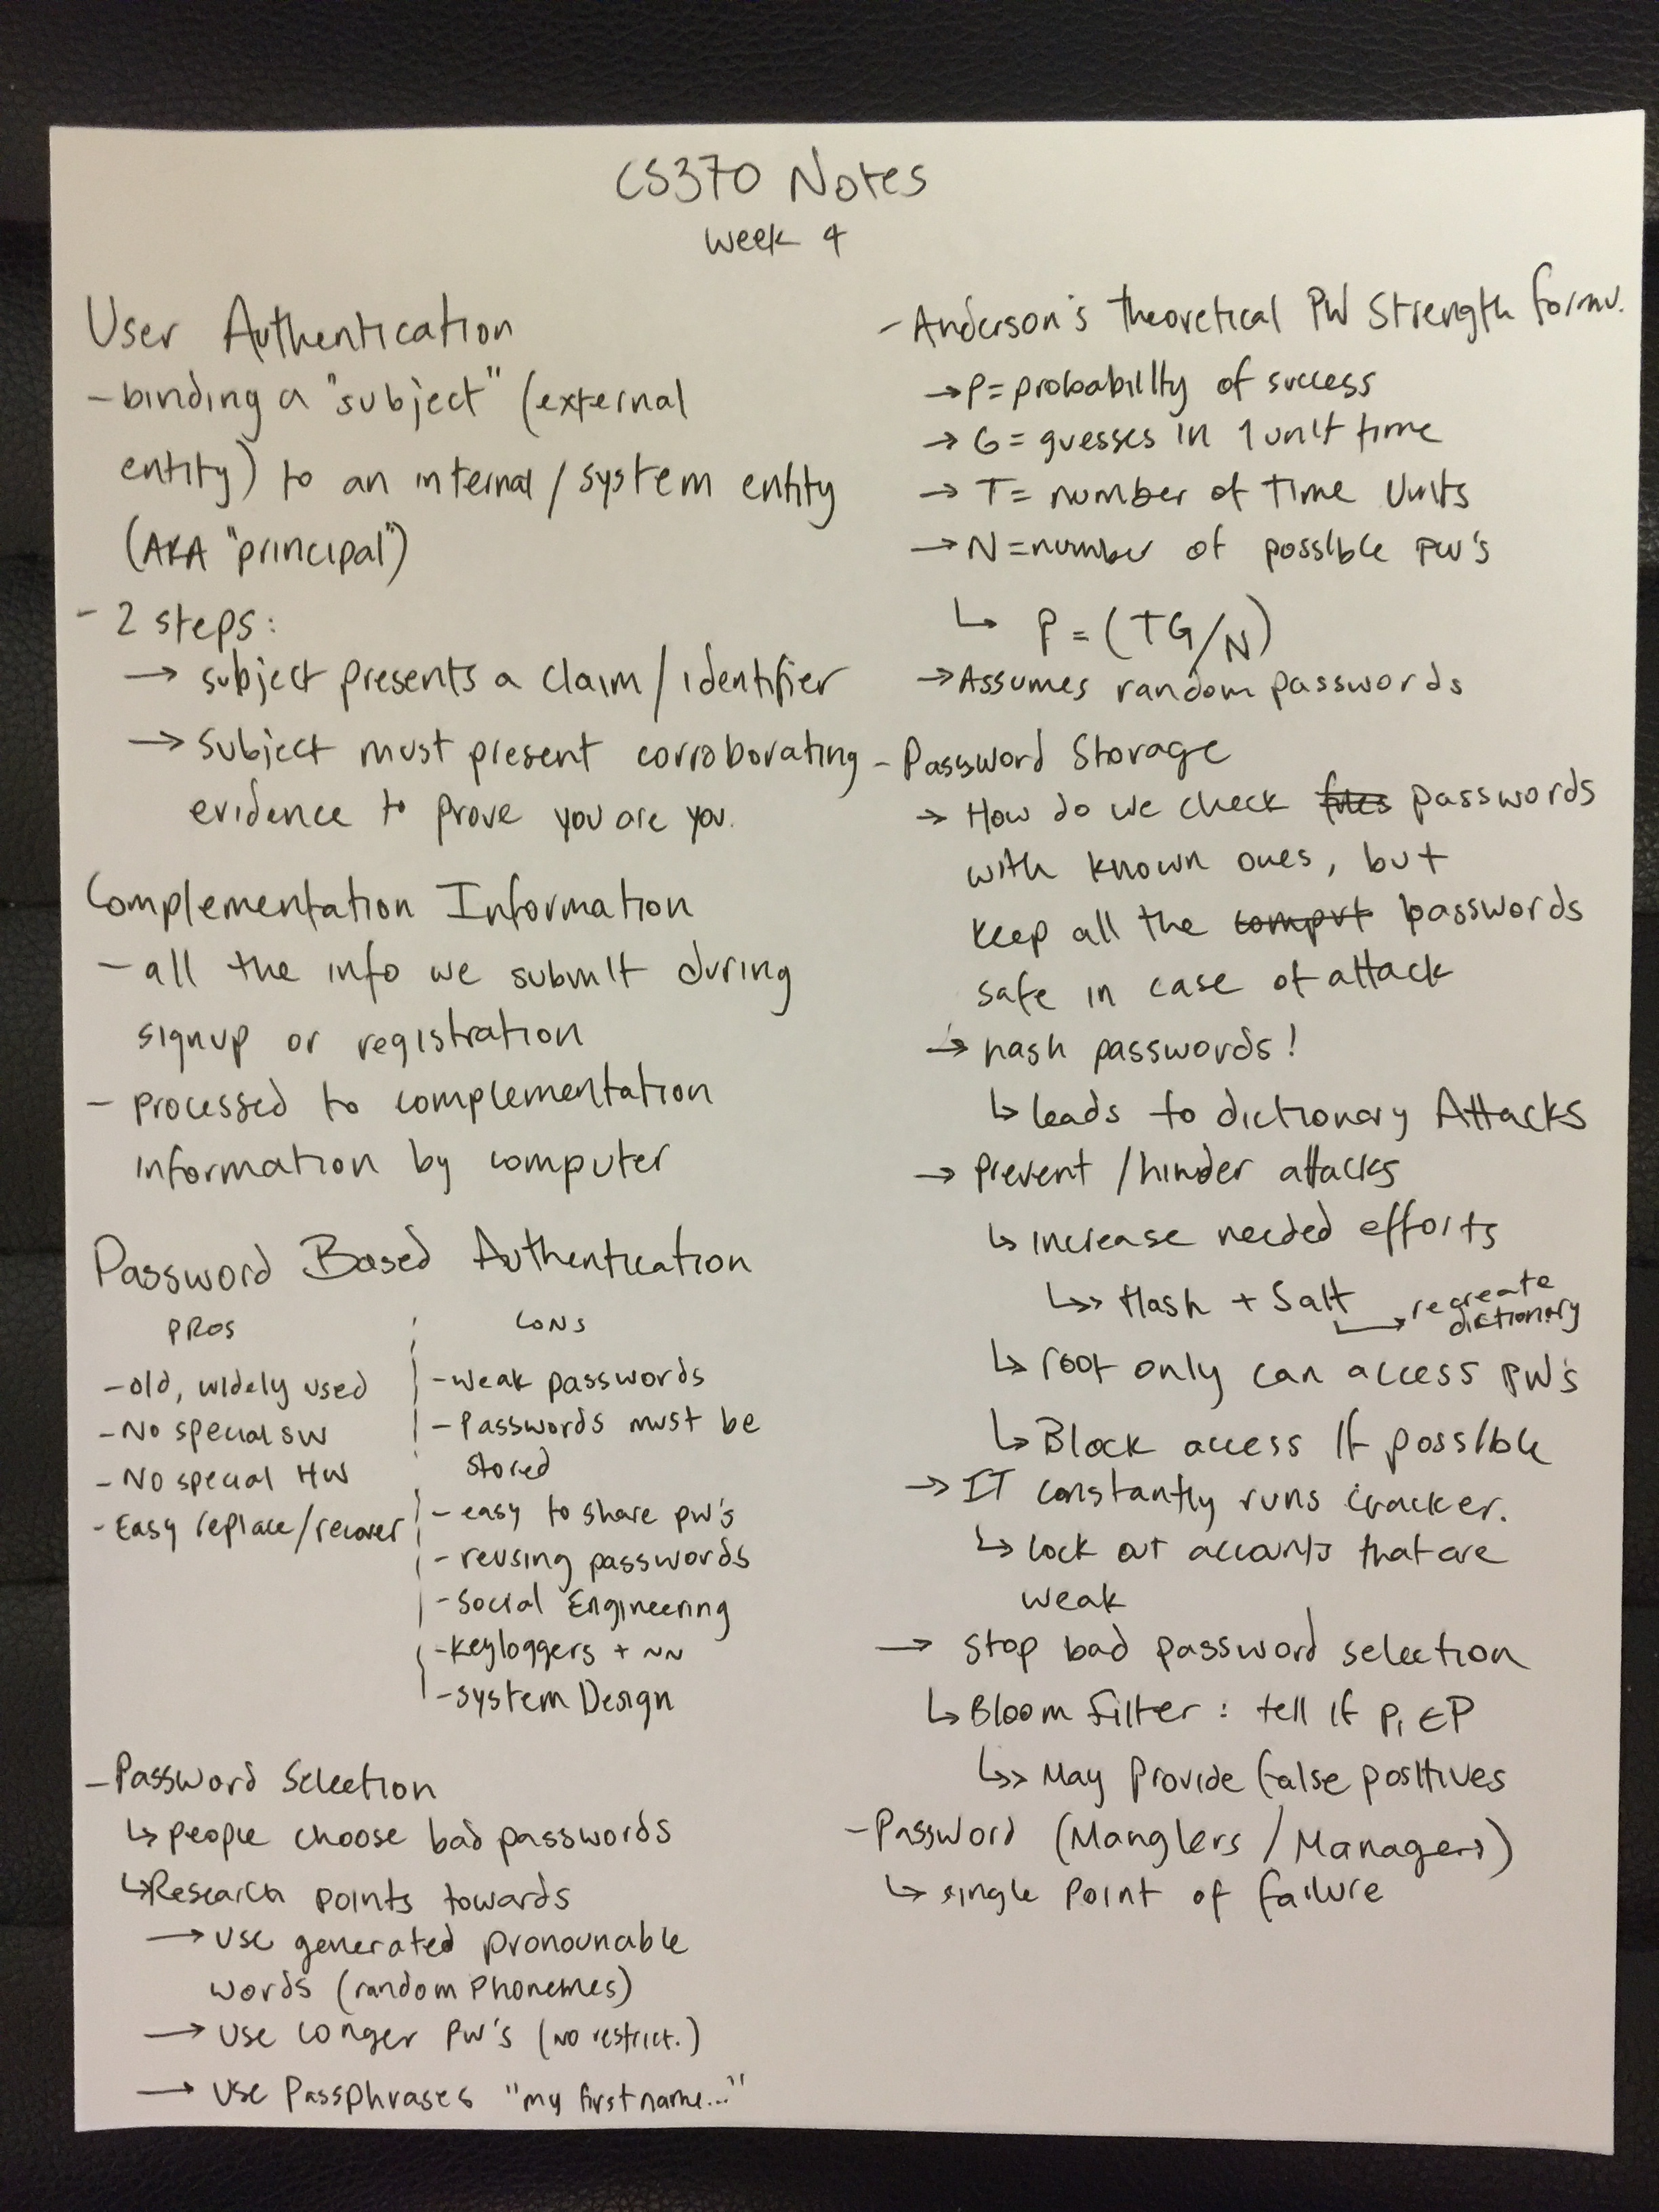 CS370 Notes
Week 4
User Authentication
- binding a "subject" (external
entity) to an internal / system entity
(AKA "principal")
- 2 steps:
→ subject presents a claim / identifier
→ Subject must present corroborating
evidence to prove you are you.
Complementation Information
- all the info we submit during
signup or registration
- processed to complementation
information by computer
Password Based Authentication
PROS
- old, widely used
- No special SW
- No special HW
- Easy replace/recover
CONS
- weak passwords
- Passwords must be
stored
- easy to share pw's
- reusing passwords
- Social Engineering
- Keyloggers +
- System Design
- Password Selection
↳ people choose bad passwords
↳ Research points towards
→ use generated pronounable
words (random phonemes)
→ use longer PW's (no restrict.)
→ Use Passphrases "my first name..."
- Anderson's theoretical PW Strength formu.
→ P = probability of success
→ G = guesses in 1 unit time
→ T = number of time units
→ N = number of possible PW's
↳ P = (TG/N)
→ Assumes random passwords
- Password Storage
→ How do we check passwords
with known ones, but
keep all the passwords
safe in case of attack
→ hash passwords!
↳ leads to dictionary Attacks
→ Prevent / hinder attacks
↳ increase needed efforts
↳> Hash + Salt → recreate
dictionary
↳ root only can access PW's
↳ Block access if possible
→ IT constantly runs cracker.
↳ lock out accounts that are
weak
→ Stop bad password selection
↳ Bloom Filter : tell if Pᵢ ∈ P
↳> May Provide false positives
- Password (Manglers / Managers)
↳ single point of failure